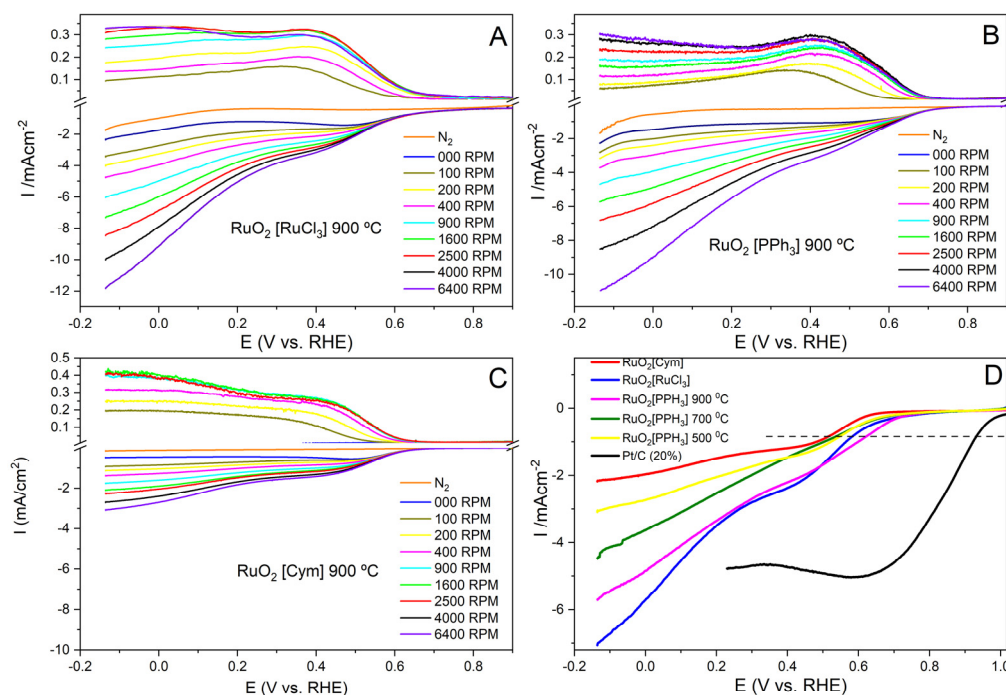 A
I /mAcm-2
0.3
0.2
0.1
-2
-4
-6
-8
-10
-12
N2
000 RPM
100 RPM
200 RPM
400 RPM
900 RPM
1600 RPM
2500 RPM
4000 RPM
6400 RPM
RuO2 [RuCl3] 900 ºC
-0.2 0.0 0.2 0.4 0.6 0.8
E (V vs. RHE)
B
I /mAcm-2
0.3
0.2
0.1
-2
-4
-6
-8
-10
N2
000 RPM
100 RPM
200 RPM
400 RPM
900 RPM
1600 RPM
2500 RPM
4000 RPM
6400 RPM
RuO2 [PPh3] 900 ºC
-0.2 0.0 0.2 0.4 0.6 0.8
E (V vs. RHE)
C
I (mA/cm2)
0.5
0.4
0.3
0.2
0.1
-2
-4
-6
-10
N2
000 RPM
100 RPM
200 RPM
400 RPM
900 RPM
1600 RPM
2500 RPM
4000 RPM
6400 RPM
RuO2 [Cym] 900 ºC
-0.2 0.0 0.2 0.4 0.6 0.8
E (V vs. RHE)
D
I /mAcm-2
0
-2
-4
-6
RuO2[Cym]
RuO2[RuCl3]
RuO2[PPH3] 900 ºC
RuO2[PPH3] 700 ºC
RuO2[PPH3] 500 ºC
Pt/C (20%)
-0.2 0.0 0.2 0.4 0.6 0.8 1.0
E (V vs. RHE)